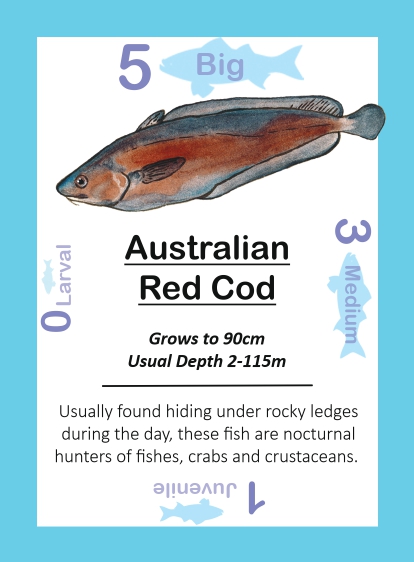 5 Big
Australian
Red Cod
3 Medium
0 Larval
Grows to 90cm
Usual Depth 2-115m
Usually found hiding under rocky ledges
during the day, these fish are nocturnal
hunters of fishes, crabs and crustaceans.
1 Juvenile